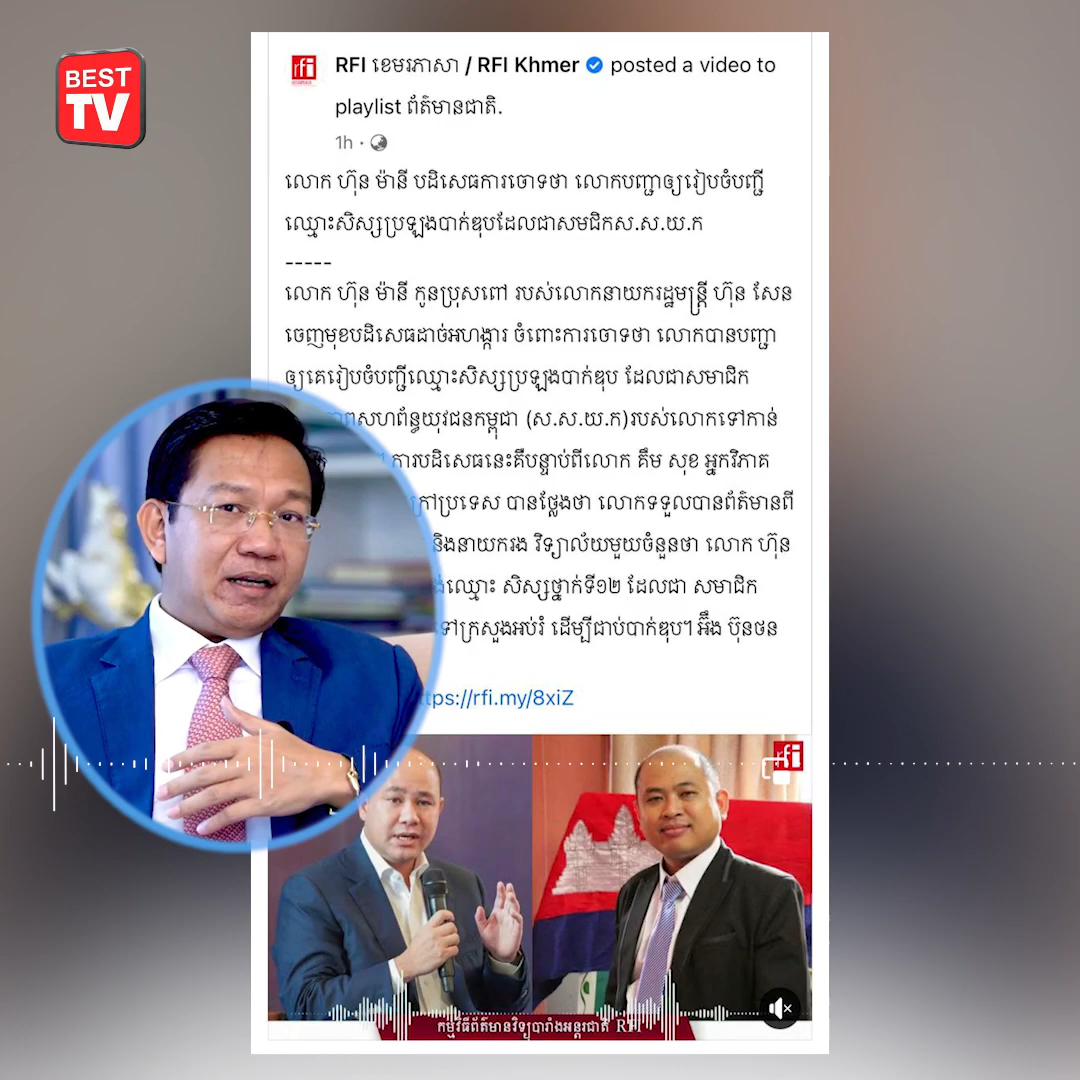 BEST
TV
rfi
RFI ខេមរភាសា / RFI Khmer posted a video to
playlist ព័ត៌មានជាតិ.
1h ·
លោក ហ៊ុន ម៉ានី បដិសេធការចោទថា លោកបញ្ជាឲ្យរៀបចំបញ្ជី
ឈ្មោះសិស្សប្រឡងបាក់ឌុបដែលជាសមជិកស.ស.យ.ក
-----
លោក ហ៊ុន ម៉ានី កូនប្រុសពៅ របស់លោកនាយករដ្ឋមន្ត្រី ហ៊ុន សែន
ចេញមុខបដិសេធដាច់អហង្ការ ចំពោះការចោទថា លោកបានបញ្ជា
ឲ្យគេរៀបចំបញ្ជីឈ្មោះសិស្សប្រឡងបាក់ឌុប ដែលជាសមាជិក
សហព័ន្ធយុវជនកម្ពុជា (ស.ស.យ.ក)របស់លោកទៅកាន់
ការបដិសេធនេះគឺបន្ទាប់ពីលោក គឹម សុខ អ្នកវិភាគ
ក្រៅប្រទេស បានថ្លែងថា លោកទទួលបានព័ត៌មានពី
និងនាយករង វិទ្យាល័យមួយចំនួនថា លោក ហ៊ុន
ឈ្មោះ សិស្សថ្នាក់ទី១២ ដែលជា សមាជិក
ទៅក្រសួងអប់រំ ដើម្បីជាប់បាក់ឌុប។ អ៊ឹង ប៊ុនថន
ttps://rfi.my/8xiZ
rfi
កម្មវិធីព័ត៌មានវិទ្យុបារាំងអន្តរជាតិ RFI